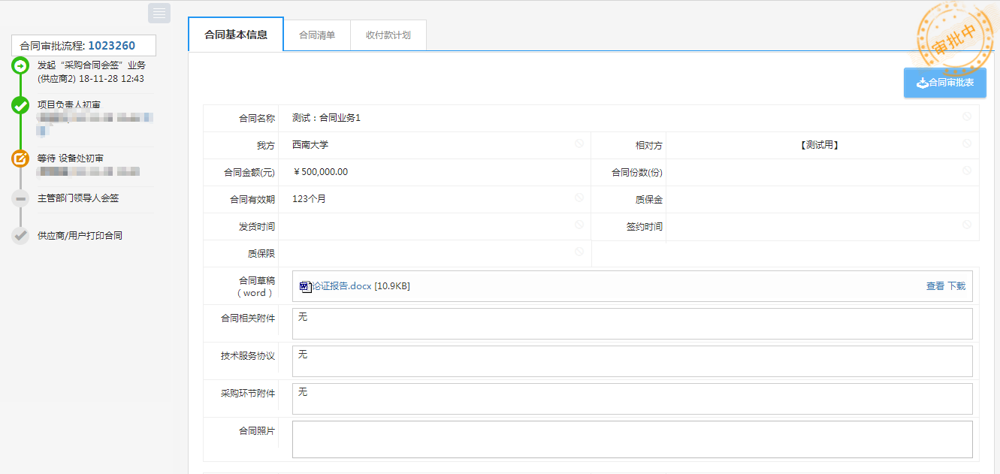 合同审批流程: 1023260
发起“采购合同会签”业务
(供应商2) 18-11-28 12:43
项目负责人初审
等待 设备处初审
主管部门领导人会签
供应商/用户打印合同
合同基本信息
合同清单
收付款计划
审批中
合同审批表
合同名称
测试：合同业务1
我方
西南大学
相对方
【测试用】
合同金额(元)
￥500,000.00
合同份数(份)
合同有效期
123个月
质保金
发货时间
签约时间
质保限
合同草稿
（word）
论证报告.docx [10.9KB]
查看 下载
合同相关附件
无
技术服务协议
无
采购环节附件
无
合同照片